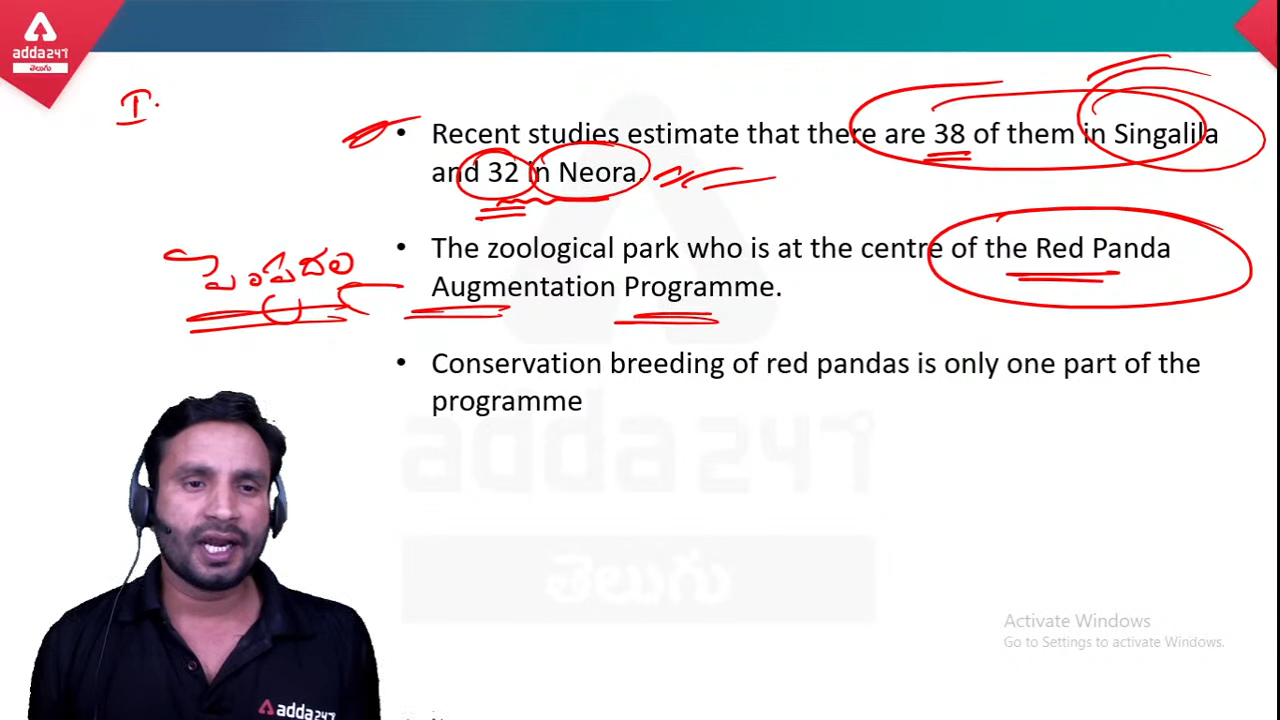 adda247
తెలుగు
I.
Recent studies estimate that there are 38 of them in Singalila
and 32 in Neora.
The zoological park who is at the centre of the Red Panda
Augmentation Programme.
Conservation breeding of red pandas is only one part of the
programme
adda247
తెలుగు
Activate Windows
Go to Settings to activate Windows.
adda247